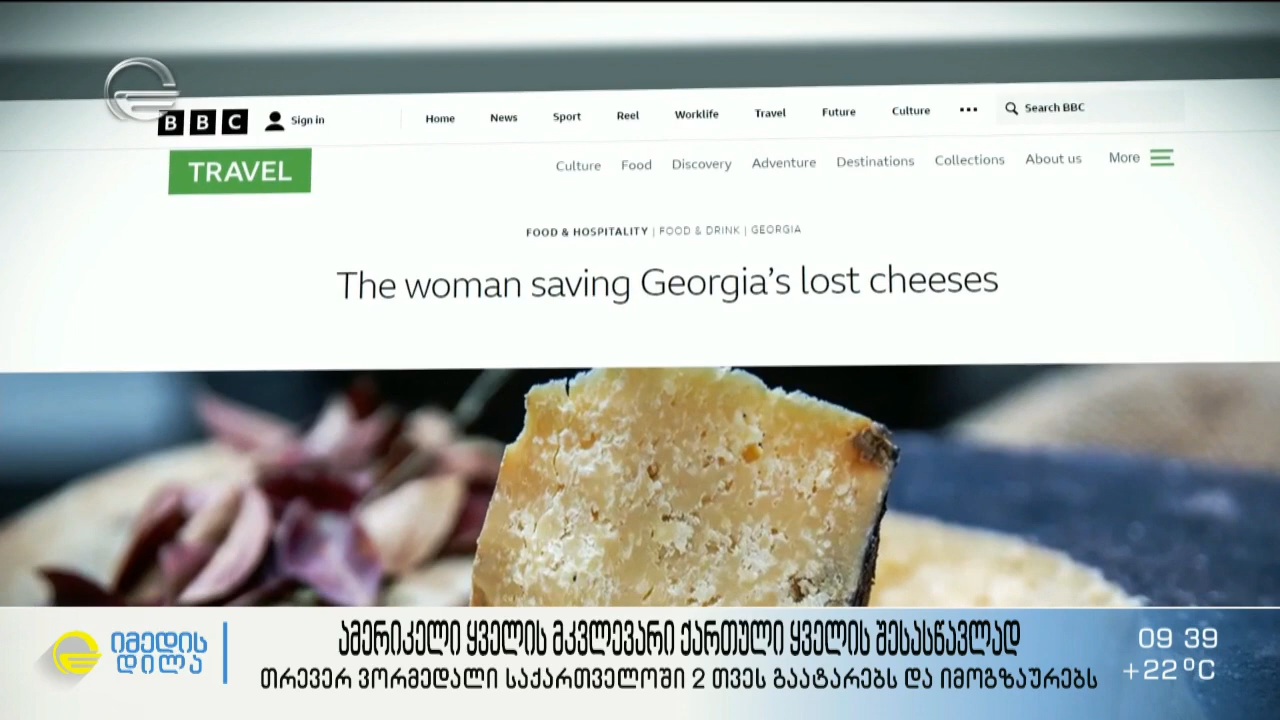 BBC Sign in Home News Sport Reel Worklife Travel Future Culture ••• Search BBC
TRAVEL Culture Food Discovery Adventure Destinations Collections About us More
FOOD & HOSPITALITY | FOOD & DRINK | GEORGIA
The woman saving Georgia's lost cheeses
იმედის
დილა
ამერიკელი ყველის მკვლევარი ქართული ყველის შესასწავლად
თრევერ ვორმედალი საქართველოში 2 თვეს გაატარებს და იმოგზაურებს
09 39
+22°C